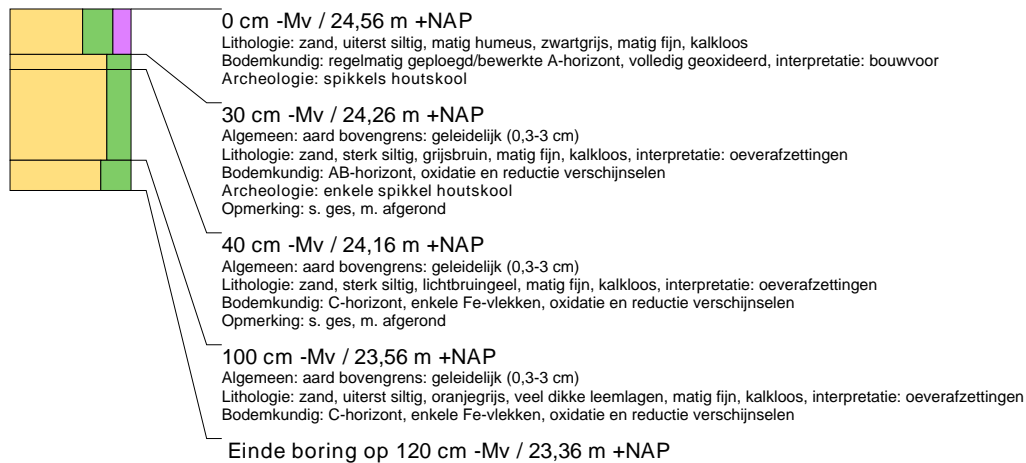 0 cm -Mv / 24,56 m +NAP
Lithologie: zand, uiterst siltig, matig humeus, zwartgrijs, matig fijn, kalkloos
Bodemkundig: regelmatig geploegd/bewerkte A-horizont, volledig geoxideerd, interpretatie: bouwvoor
Archeologie: spikkels houtskool
30 cm -Mv / 24,26 m +NAP
Algemeen: aard bovengrens: geleidelijk (0,3-3 cm)
Lithologie: zand, sterk siltig, grijsbruin, matig fijn, kalkloos, interpretatie: oeverafzettingen
Bodemkundig: AB-horizont, oxidatie en reductie verschijnselen
Archeologie: enkele spikkel houtskool
Opmerking: s. ges, m. afgerond
40 cm -Mv / 24,16 m +NAP
Algemeen: aard bovengrens: geleidelijk (0,3-3 cm)
Lithologie: zand, sterk siltig, lichtbruingeel, matig fijn, kalkloos, interpretatie: oeverafzettingen
Bodemkundig: C-horizont, enkele Fe-vlekken, oxidatie en reductie verschijnselen
Opmerking: s. ges, m. afgerond
100 cm -Mv / 23,56 m +NAP
Algemeen: aard bovengrens: geleidelijk (0,3-3 cm)
Lithologie: zand, uiterst siltig, oranjegrijs, veel dikke leemlagen, matig fijn, kalkloos, interpretatie: oeverafzettingen
Bodemkundig: C-horizont, enkele Fe-vlekken, oxidatie en reductie verschijnselen
Einde boring op 120 cm -Mv / 23,36 m +NAP